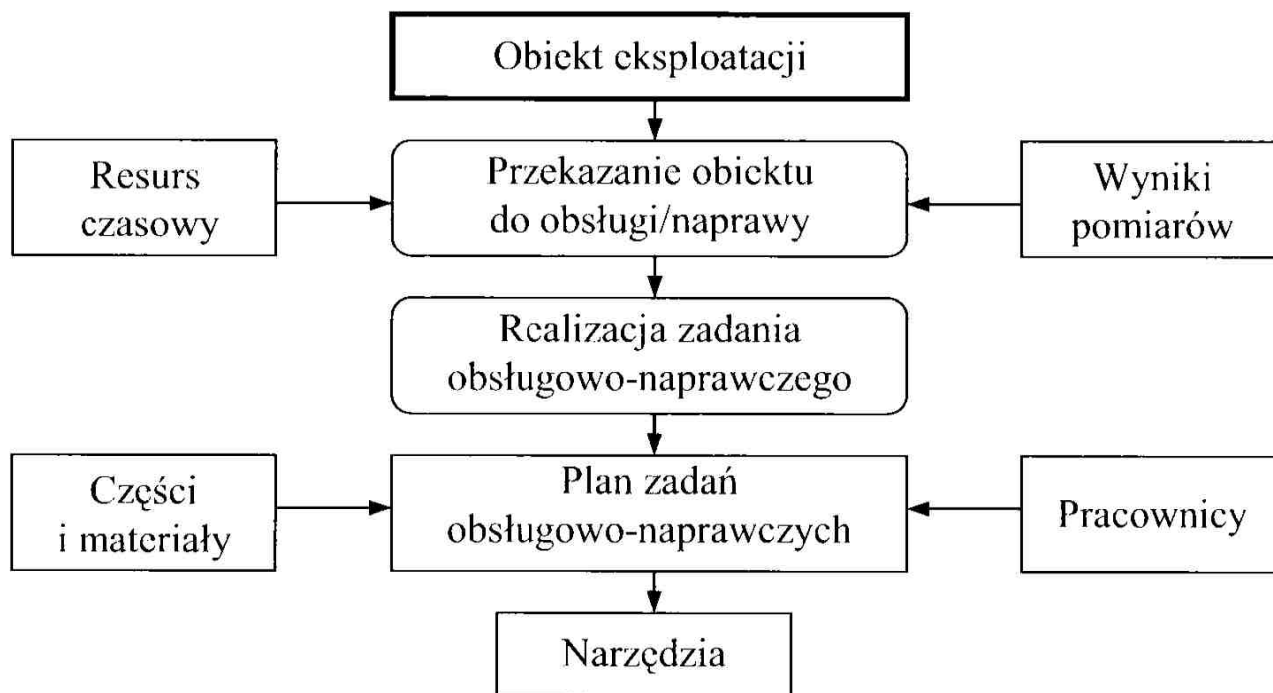 Obiekt eksploatacji
Resurs
czasowy
Przekazanie obiektu
do obsługi/naprawy
Wyniki
pomiarów
Realizacja zadania
obsługowo-naprawczego
Części
i materiały
Plan zadań
obsługowo-naprawczych
Pracownicy
Narzędzia